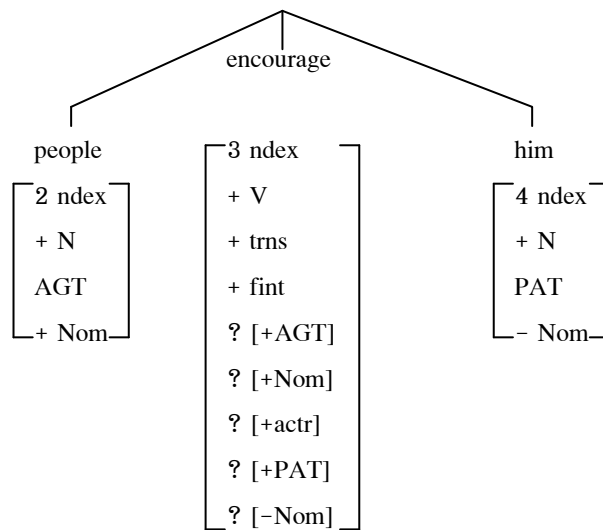 encourage
people
2 ndex
+ N
AGT
+ Nom
3 ndex
+ V
+ trns
+ fint
? [+AGT]
? [+Nom]
? [+actr]
? [+PAT]
? [−Nom]
him
4 ndex
+ N
PAT
− Nom